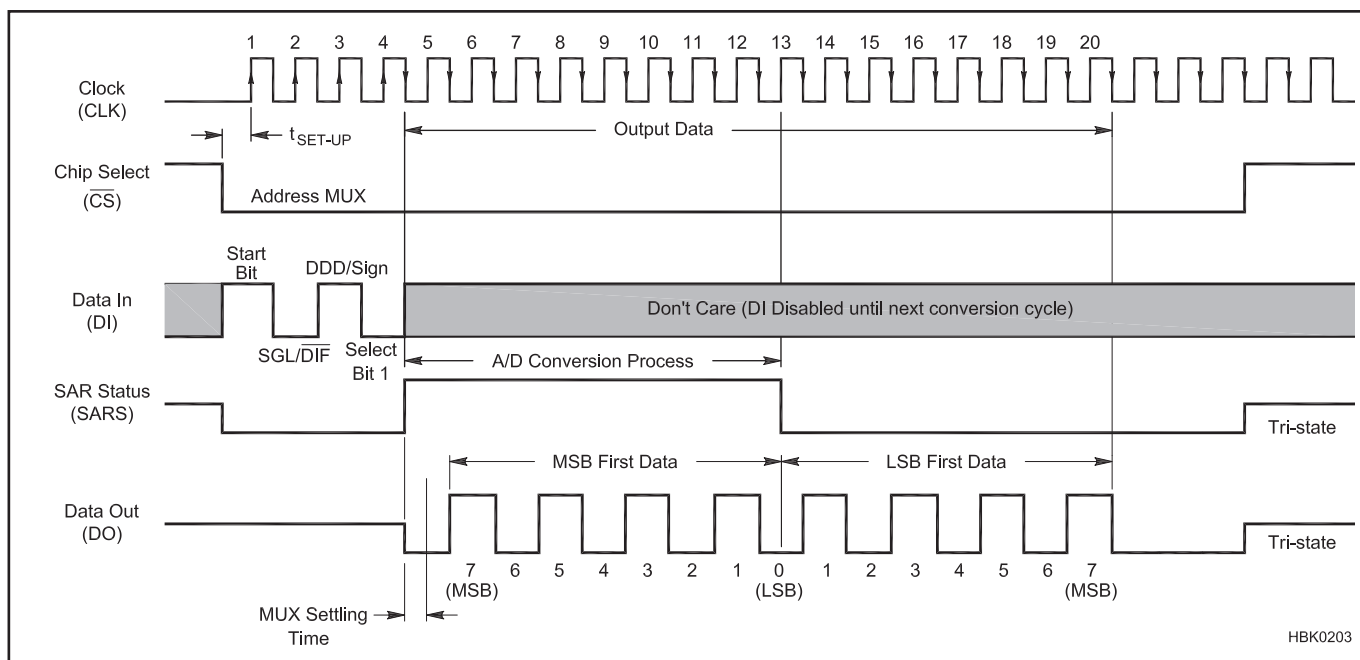 1 2 3 4 5 6 7 8 9 10 11 12 13 14 15 16 17 18 19 20
Clock
(CLK)
tSET-UP
Output Data
Chip Select
(C̅S̅)
Address MUX
Start
Bit
DDD/Sign
Data In
(DI)
Don't Care (DI Disabled until next conversion cycle)
SGL/D̅I̅F̅
Select
Bit 1
A/D Conversion Process
SAR Status
(SARS)
Tri-state
MSB First Data
LSB First Data
Data Out
(DO)
Tri-state
7 6 5 4 3 2 1 0 1 2 3 4 5 6 7
(MSB) (LSB) (MSB)
MUX Settling
Time
HBK0203